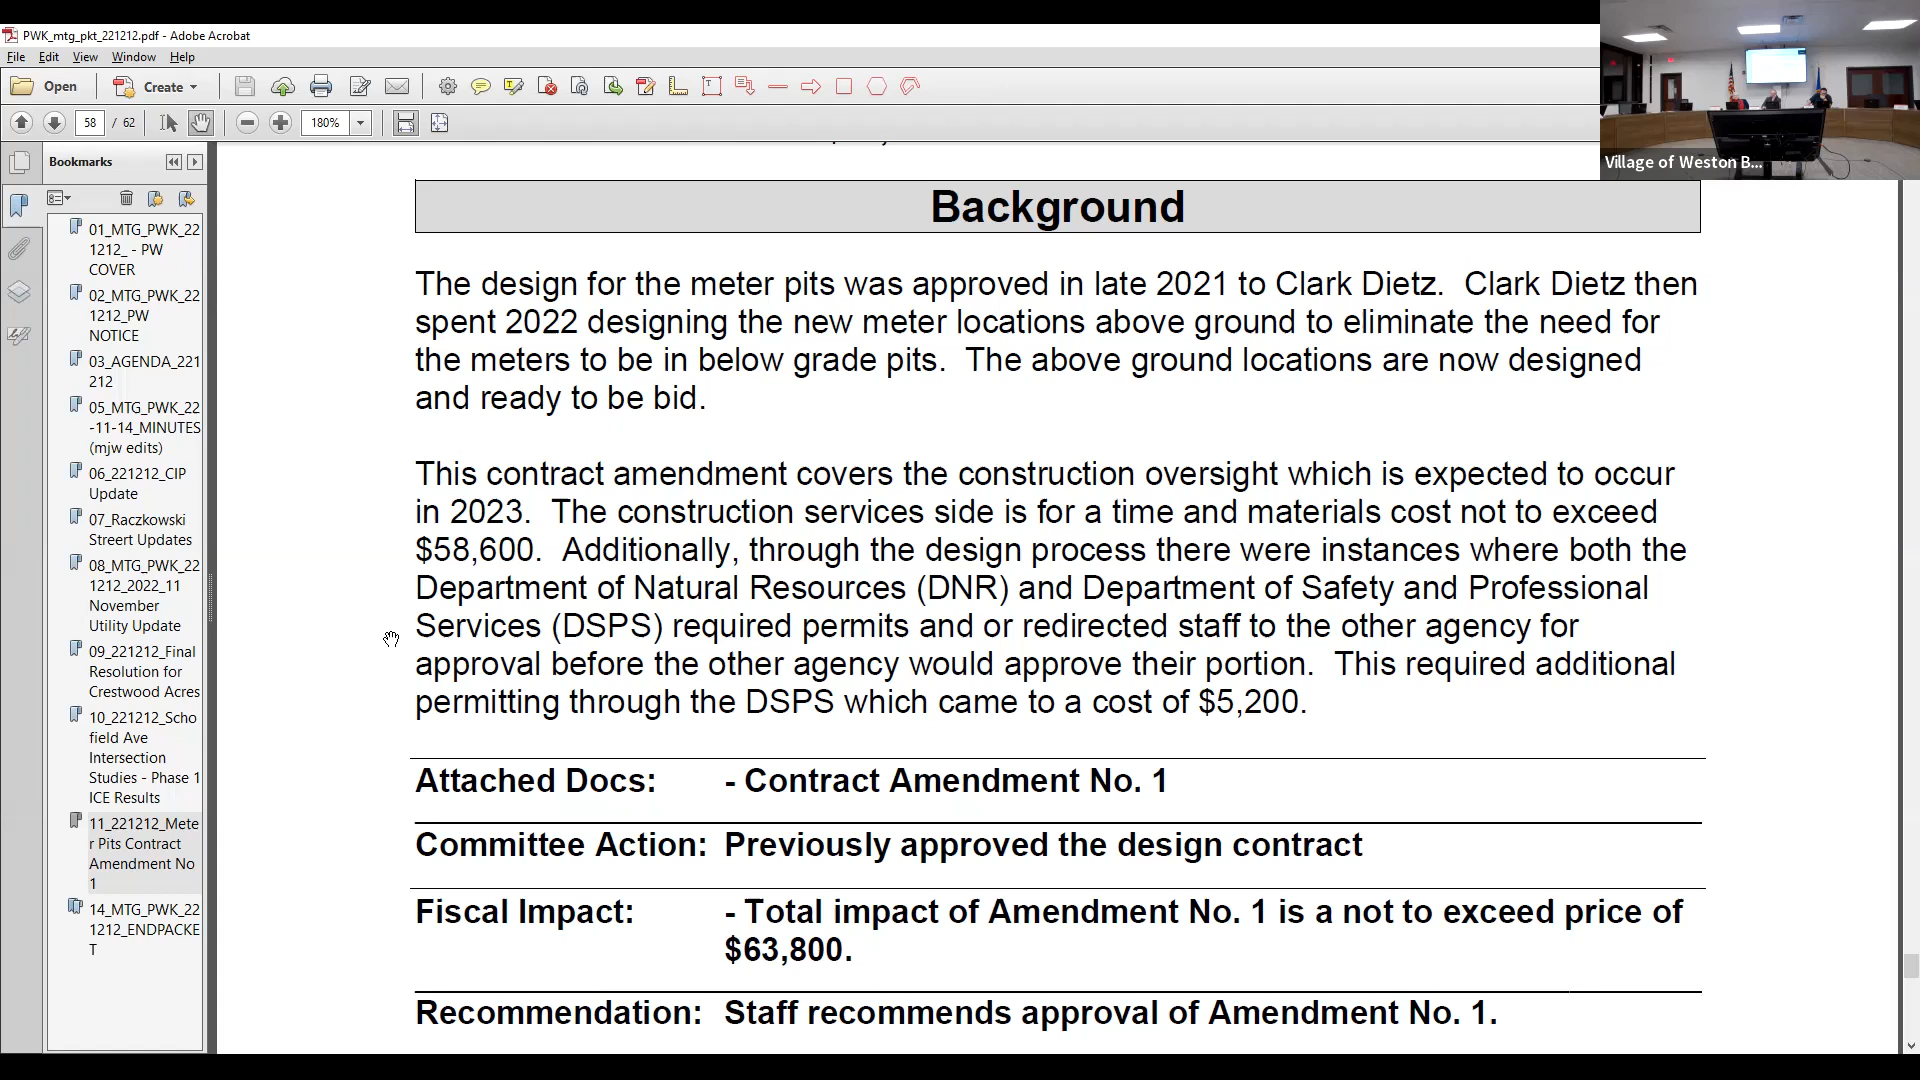 PWK_mtg_pkt_221212.pdf - Adobe Acrobat
File Edit View Window Help
Open Create
58 / 62 180%
Bookmarks
01_MTG_PWK_22
1212_ - PW
COVER
02_MTG_PWK_22
1212_PW
NOTICE
03_AGENDA_221
212
05_MTG_PWK_22
-11-14_MINUTES
(mjw edits)
06_221212_CIP
Update
07_Raczkowski
Streert Updates
08_MTG_PWK_22
1212_2022_11
November
Utility Update
09_221212_Final
Resolution for
Crestwood Acres
10_221212_Scho
field Ave
Intersection
Studies - Phase 1
ICE Results
11_221212_Mete
r Pits Contract
Amendment No
1
14_MTG_PWK_22
1212_ENDPACKE
T
Village of Weston B...
Background
The design for the meter pits was approved in late 2021 to Clark Dietz. Clark Dietz then
spent 2022 designing the new meter locations above ground to eliminate the need for
the meters to be in below grade pits. The above ground locations are now designed
and ready to be bid.
This contract amendment covers the construction oversight which is expected to occur
in 2023. The construction services side is for a time and materials cost not to exceed
$58,600. Additionally, through the design process there were instances where both the
Department of Natural Resources (DNR) and Department of Safety and Professional
Services (DSPS) required permits and or redirected staff to the other agency for
approval before the other agency would approve their portion. This required additional
permitting through the DSPS which came to a cost of $5,200.
Attached Docs: - Contract Amendment No. 1
Committee Action: Previously approved the design contract
Fiscal Impact: - Total impact of Amendment No. 1 is a not to exceed price of
$63,800.
Recommendation: Staff recommends approval of Amendment No. 1.